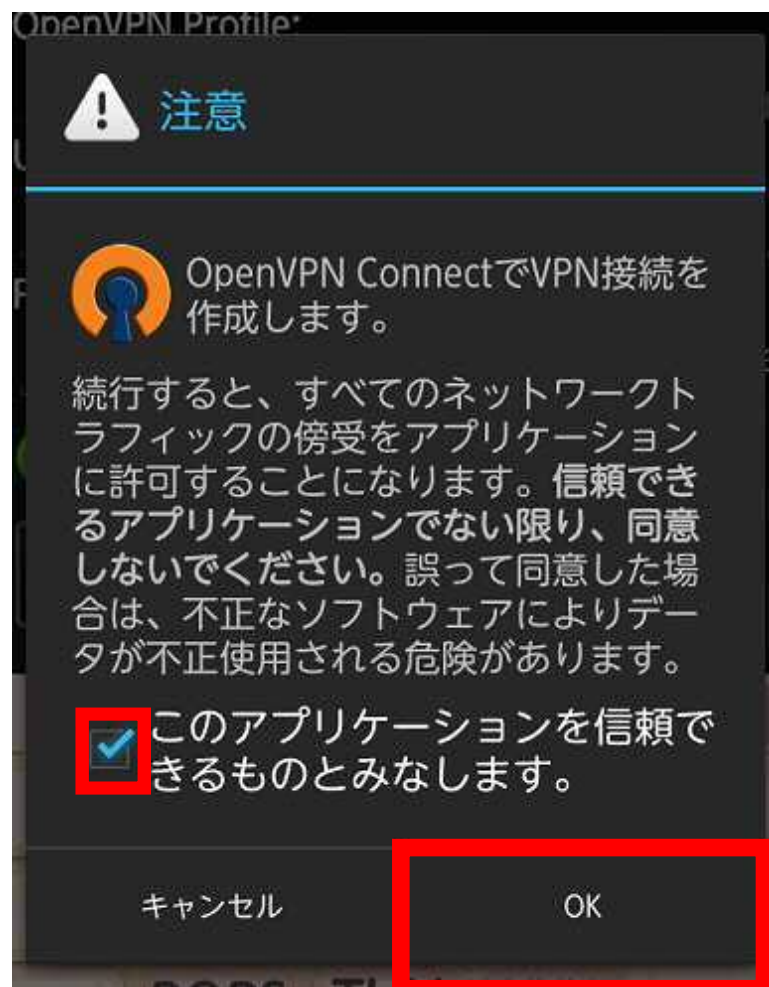 OpenVPN Profile:
注意
OpenVPN ConnectでVPN接続を
作成します。
続行すると、すべてのネットワークト
ラフィックの傍受をアプリケーション
に許可することになります。信頼でき
るアプリケーションでない限り、同意
しないでください。誤って同意した場
合は、不正なソフトウェアによりデー
タが不正使用される危険があります。
このアプリケーションを信頼で
きるものとみなします。
キャンセル
OK